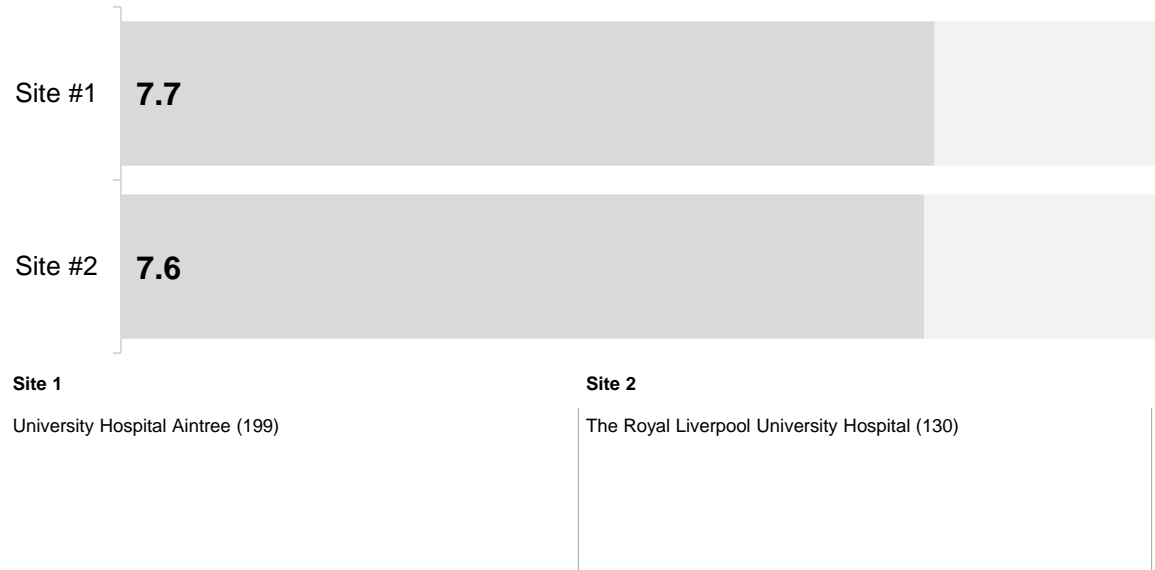 Site #1 7.7
Site #2 7.6
Site 1
University Hospital Aintree (199)
Site 2
The Royal Liverpool University Hospital (130)